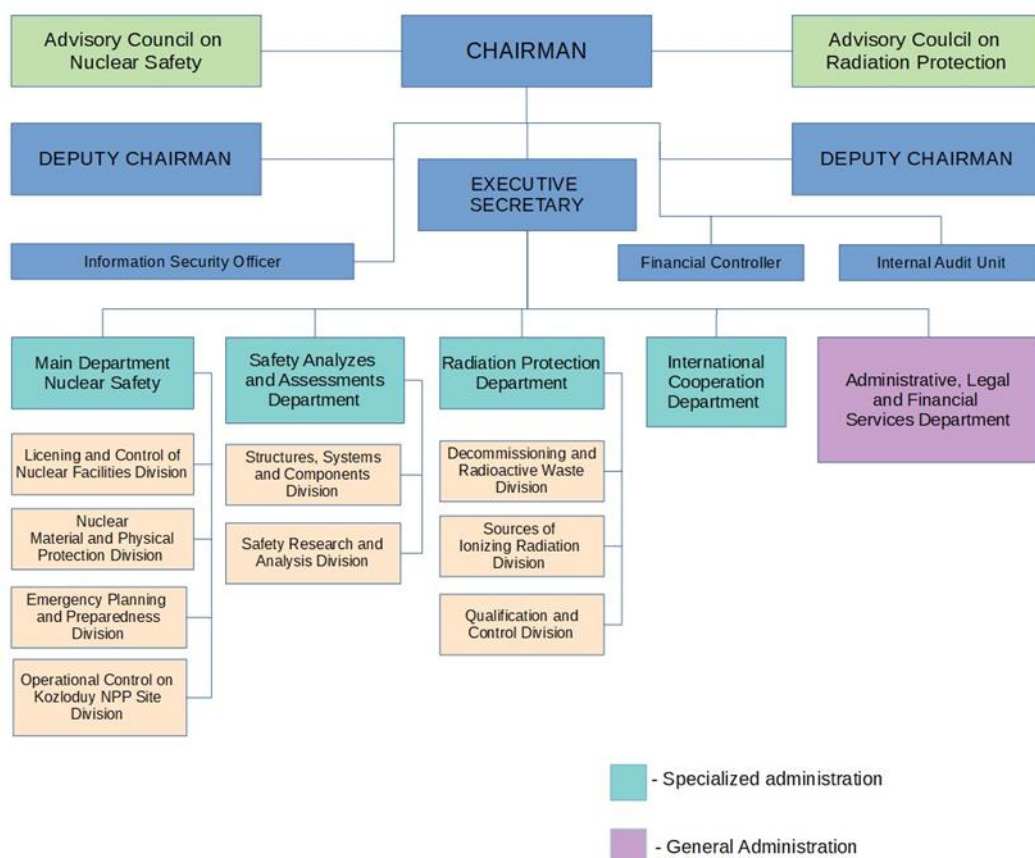 Advisory Council on
Nuclear Safety
CHAIRMAN
Advisory Coulcil on
Radiation Protection
DEPUTY CHAIRMAN
EXECUTIVE
SECRETARY
DEPUTY CHAIRMAN
Information Security Officer
Financial Controller
Internal Audit Unit
Main Department
Nuclear Safety
Safety Analyzes
and Assessments
Department
Radiation Protection
Department
International
Cooperation
Department
Administrative, Legal
and Financial
Services Department
Licening and Control of
Nuclear Facilities Division
Nuclear
Material and Physical
Protection Division
Emergency Planning
and Preparedness
Division
Operational Control on
Kozloduy NPP Site
Division
Structures, Systems
and Components
Division
Safety Research and
Analysis Division
Decommissioning and
Radioactive Waste
Division
Sources of
Ionizing Radiation
Division
Qualification and
Control Division
- Specialized administration
- General Administration